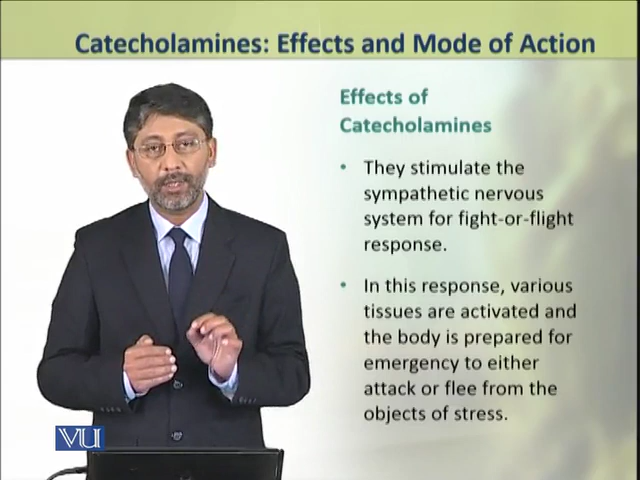 Catecholamines: Effects and Mode of Action
Effects of
Catecholamines
• They stimulate the
sympathetic nervous
system for fight-or-flight
response.
• In this response, various
tissues are activated and
the body is prepared for
emergency to either
attack or flee from the
objects of stress.
VU